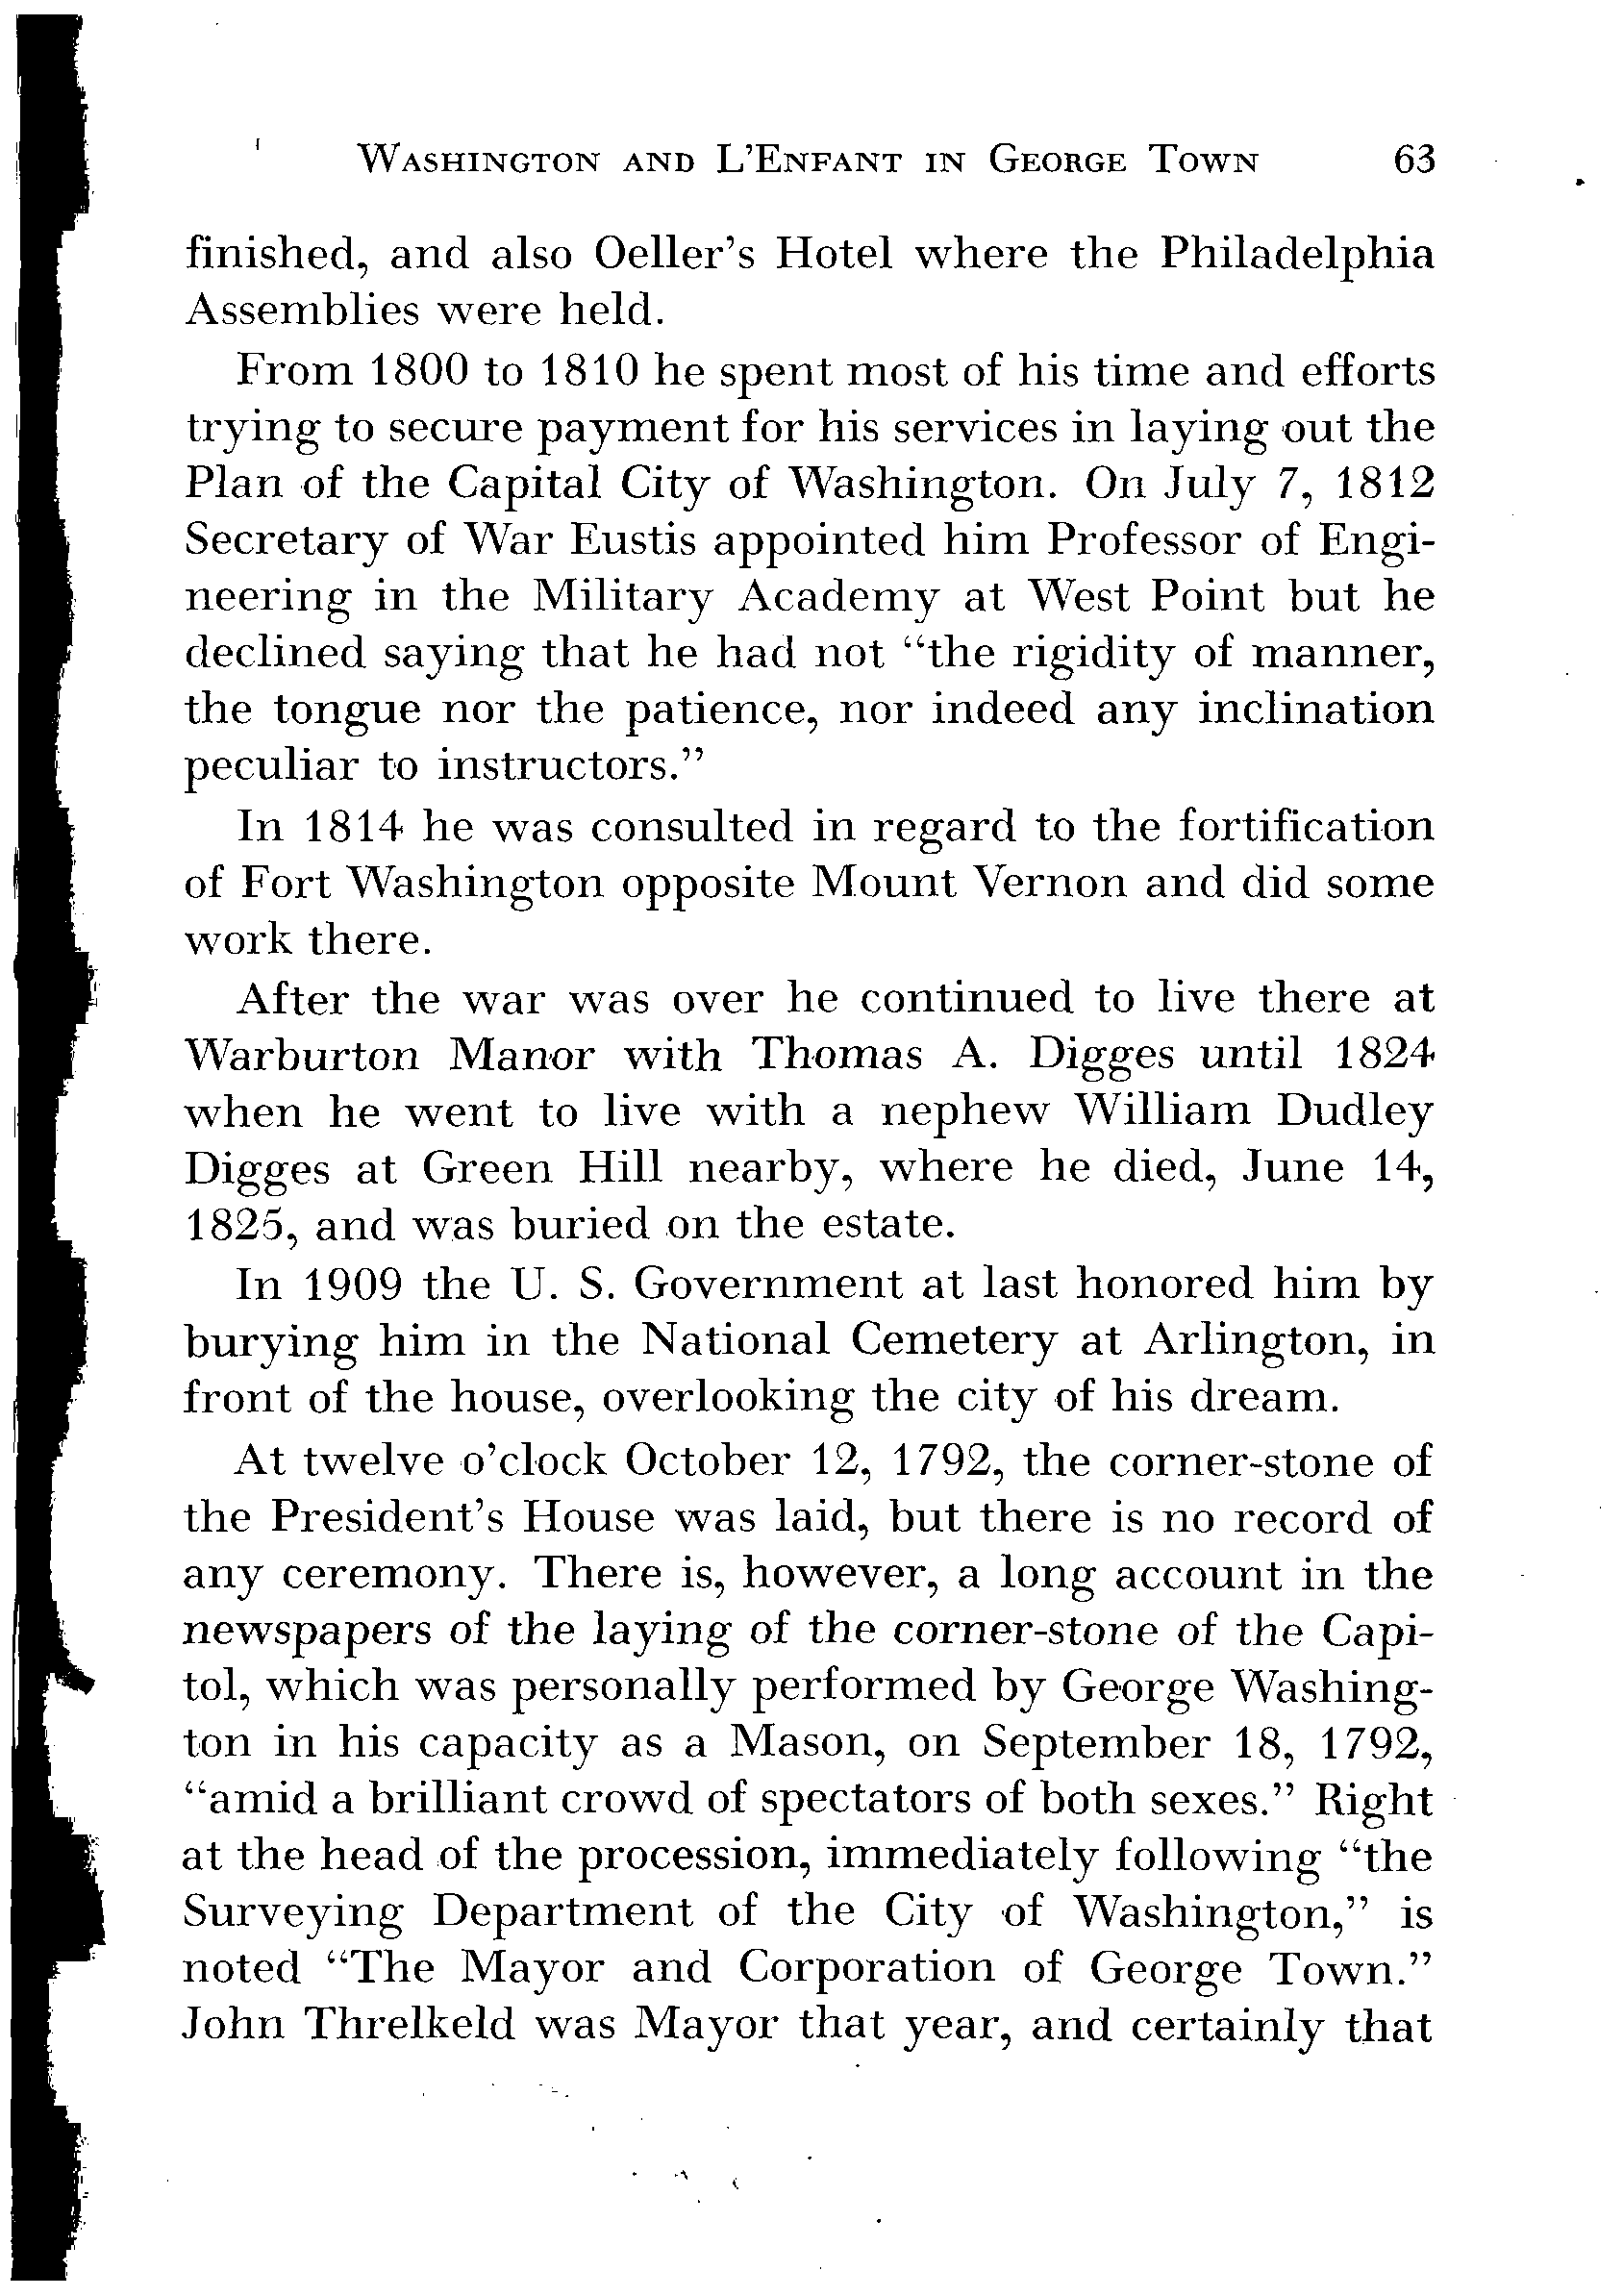 WASHINGTON AND L'ENFANT IN GEORGE TOWN 63
finished, and also Oeller's Hotel where the Philadelphia
Assemblies were held.
From 1800 to 1810 he spent most of his time and efforts
trying to secure payment for his services in laying out the
Plan of the Capital City of Washington. On July 7, 1812
Secretary of War Eustis appointed him Professor of Engi-
neering in the Military Academy at West Point but he
declined saying that he had not "the rigidity of manner,
the tongue nor the patience, nor indeed any inclination
peculiar to instructors."
In 1814 he was consulted in regard to the fortification
of Fort Washington opposite Mount Vernon and did some
work there.
After the war was over he continued to live there at
Warburton Manor with Thomas A. Digges until 1824
when he went to live with a nephew William Dudley
Digges at Green Hill nearby, where he died, June 14,
1825, and was buried on the estate.
In 1909 the U. S. Government at last honored him by
burying him in the National Cemetery at Arlington, in
front of the house, overlooking the city of his dream.
At twelve o'clock October 12, 1792, the corner-stone of
the President's House was laid, but there is no record of
any ceremony. There is, however, a long account in the
newspapers of the laying of the corner-stone of the Capi-
tol, which was personally performed by George Washing-
ton in his capacity as a Mason, on September 18, 1792,
"amid a brilliant crowd of spectators of both sexes." Right
at the head of the procession, immediately following "the
Surveying Department of the City of Washington," is
noted "The Mayor and Corporation of George Town."
John Threlkeld was Mayor that year, and certainly that